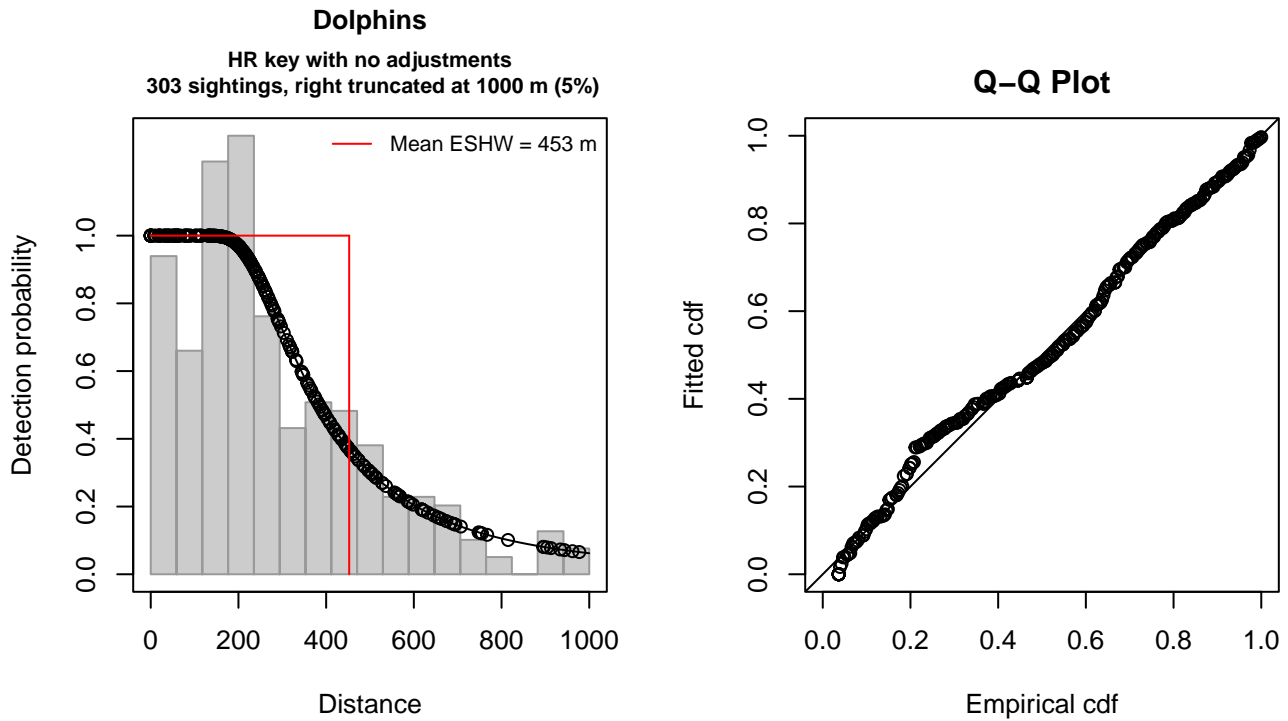 Dolphins
HR key with no adjustments
303 sightings, right truncated at 1000 m (5%)
Mean ESHW = 453 m
Detection probability
1.0
0.8
0.6
0.4
0.2
0.0
0 200 400 600 800 1000
Distance
Q−Q Plot
Fitted cdf
1.0
0.8
0.6
0.4
0.2
0.0
0.0 0.2 0.4 0.6 0.8 1.0
Empirical cdf